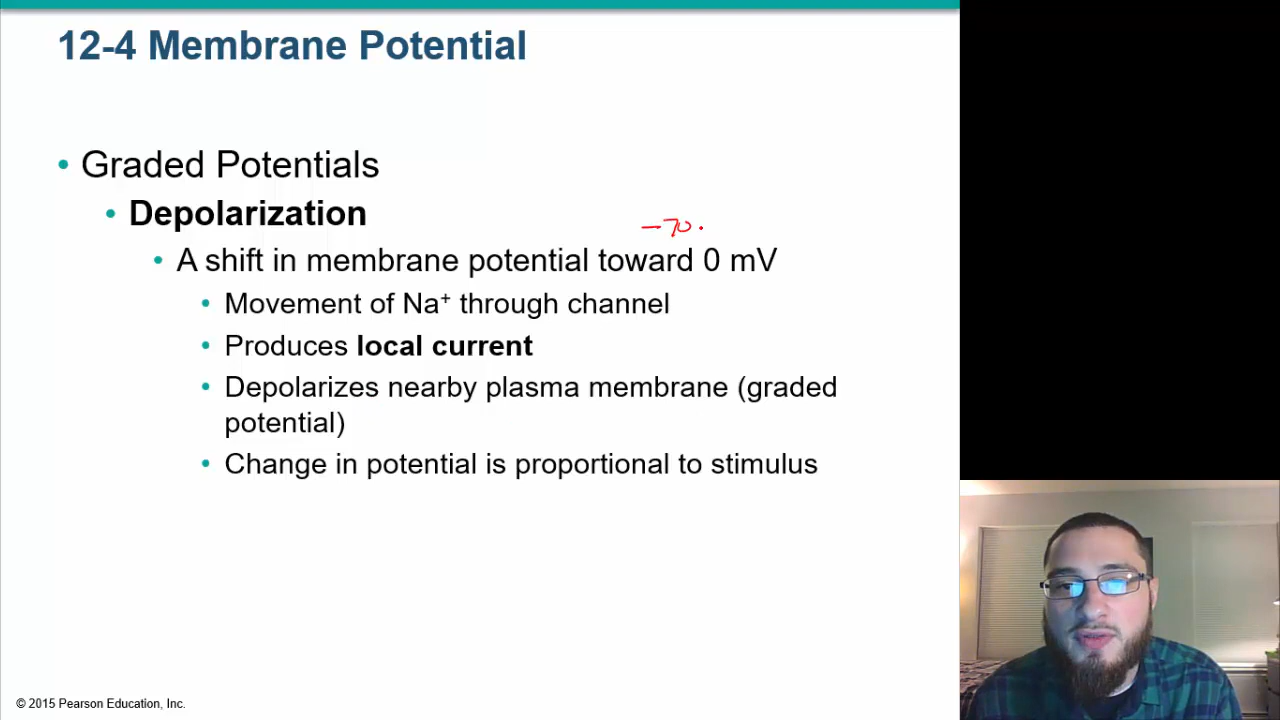 12-4 Membrane Potential
• Graded Potentials
• Depolarization
-70.
• A shift in membrane potential toward 0 mV
• Movement of Na⁺ through channel
• Produces local current
• Depolarizes nearby plasma membrane (graded
potential)
• Change in potential is proportional to stimulus
© 2015 Pearson Education, Inc.